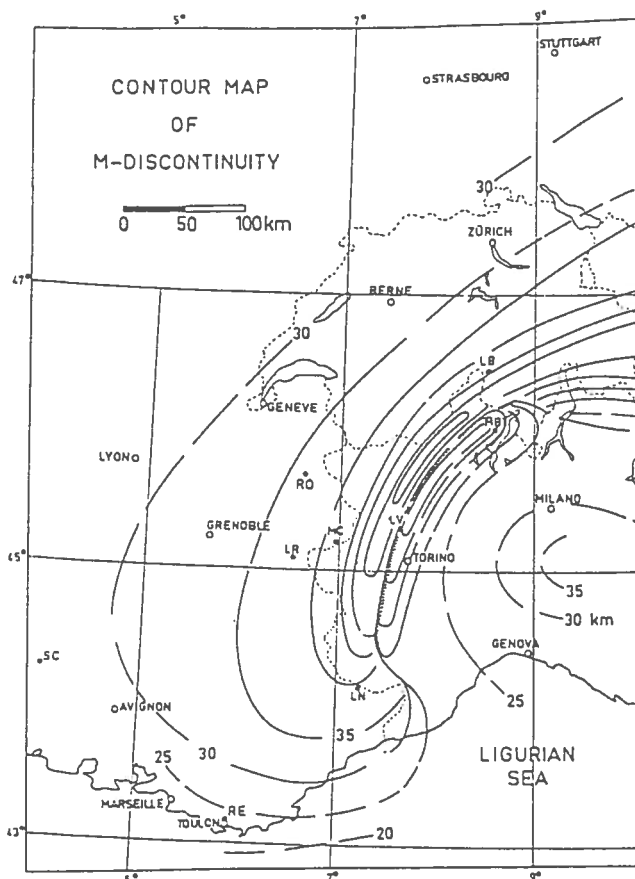 5° 7° 9°
STUTTGART
STRASBOURG
CONTOUR MAP
OF
M-DISCONTINUITY
0 50 100km
30
ZÜRICH
47°
BERNE
30
LB
GENEVE
RB
LYON
RO
MILANO
GRENOBLE
LV
V
LR
TORINO
45°
35
30 km
SC
GENOVA
LN
25
AVIGNON
35
30
25
LIGURIAN
SEA
MARSEILLE
RE
TOULON
43°
20
7° 9°